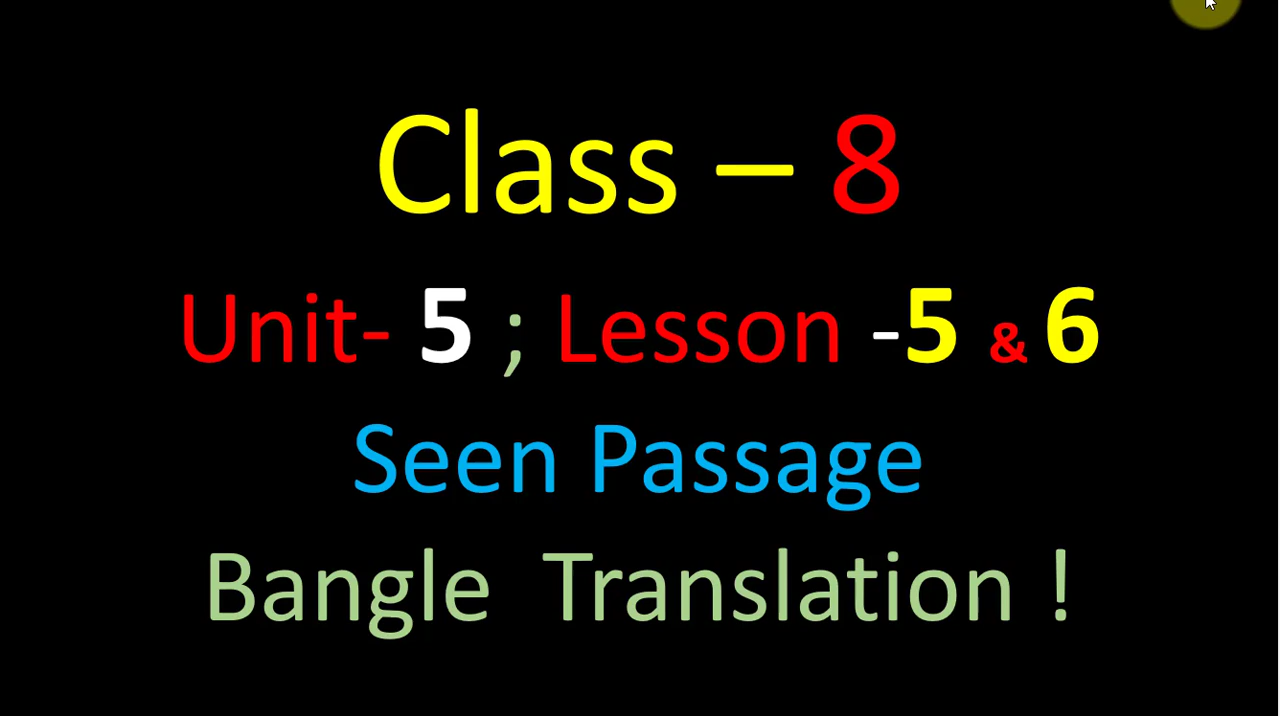 Class – 8
Unit- 5 ; Lesson -5 & 6
Seen Passage
Bangle Translation !